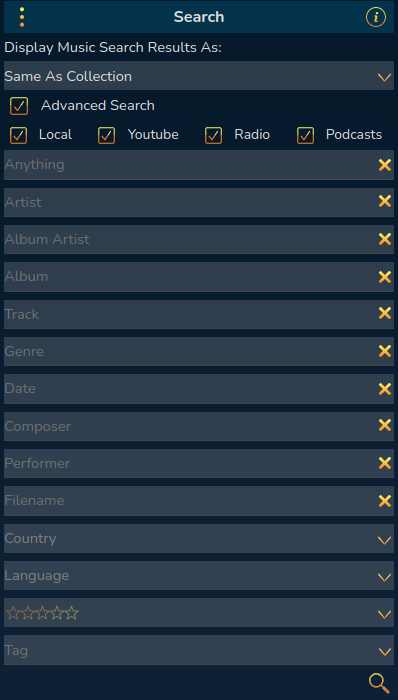 Search
Display Music Search Results As:
Same As Collection
Advanced Search
Local Youtube Radio Podcasts
Anything
Artist
Album Artist
Album
Track
Genre
Date
Composer
Performer
Filename
Country
Language
Tag